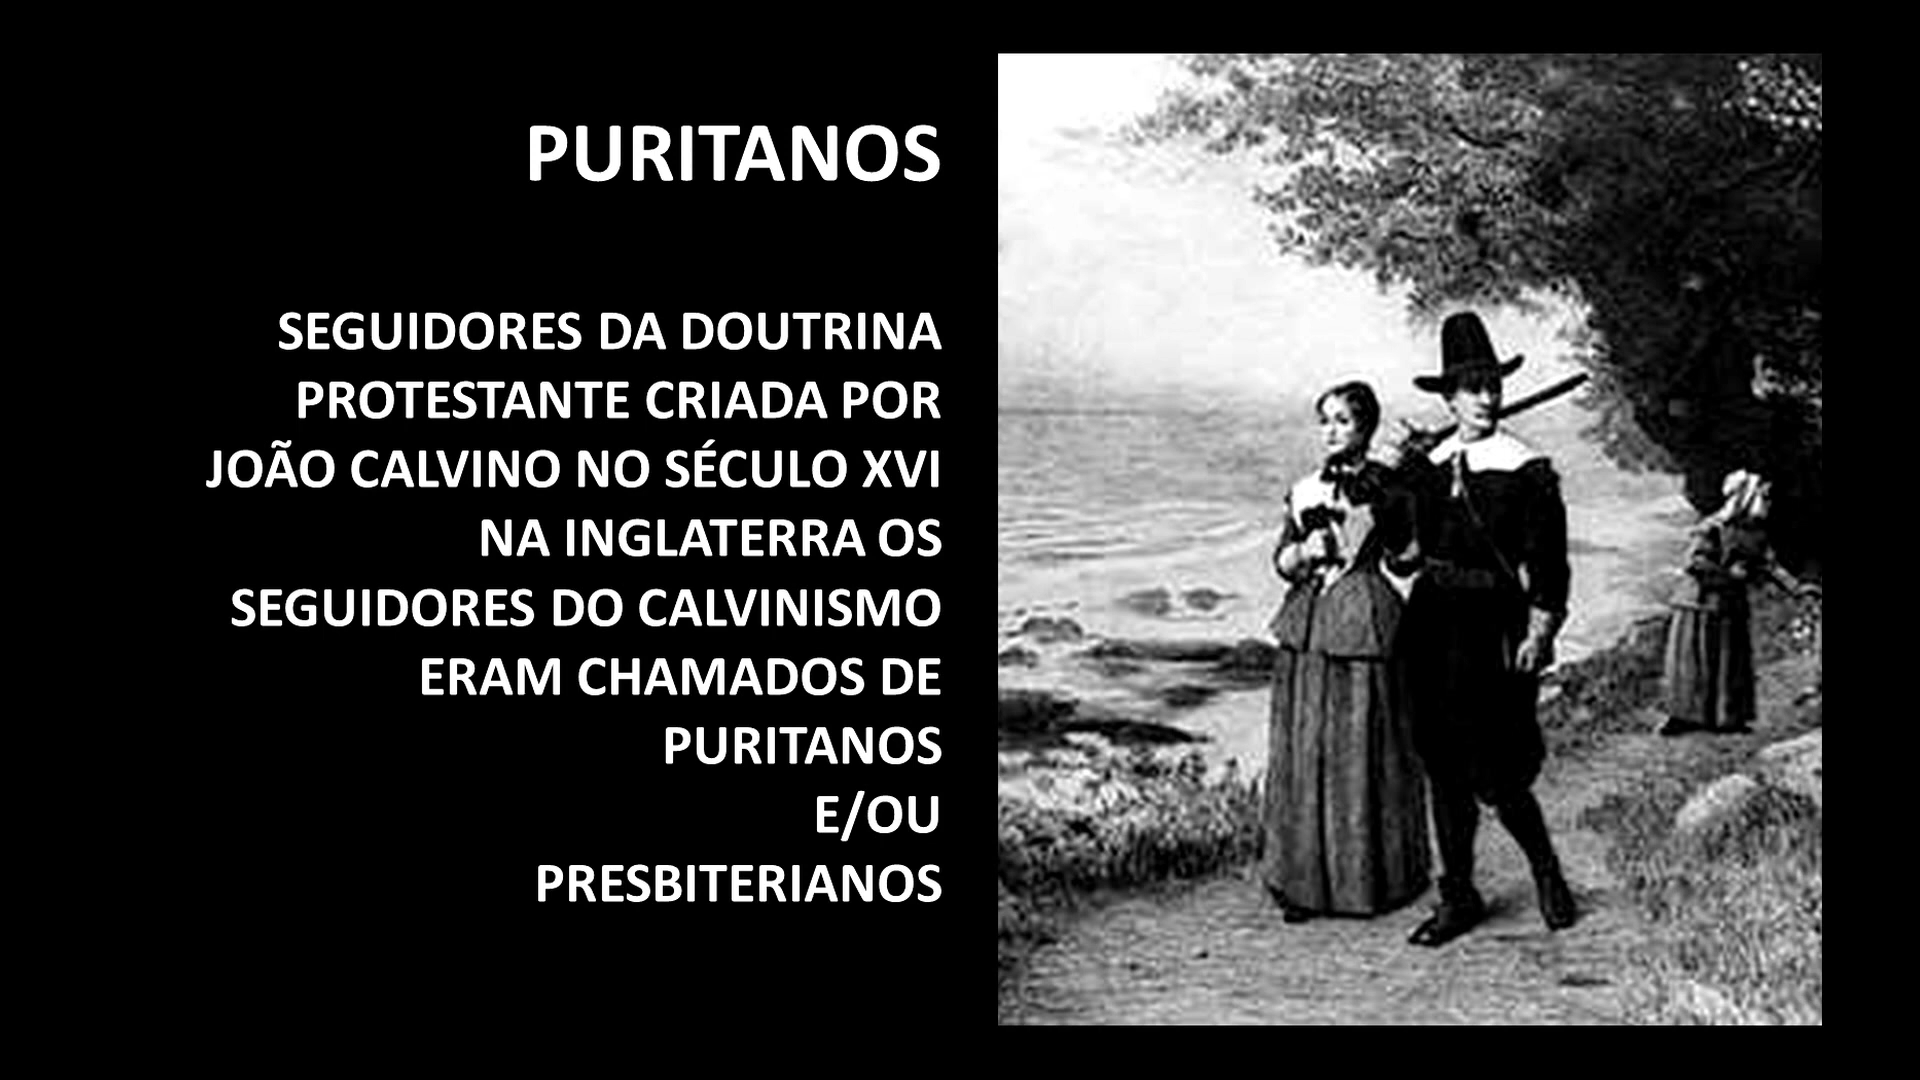 PURITANOS
SEGUIDORES DA DOUTRINA
PROTESTANTE CRIADA POR
JOÃO CALVINO NO SÉCULO XVI
NA INGLATERRA OS
SEGUIDORES DO CALVINISMO
ERAM CHAMADOS DE
PURITANOS
E/OU
PRESBITERIANOS